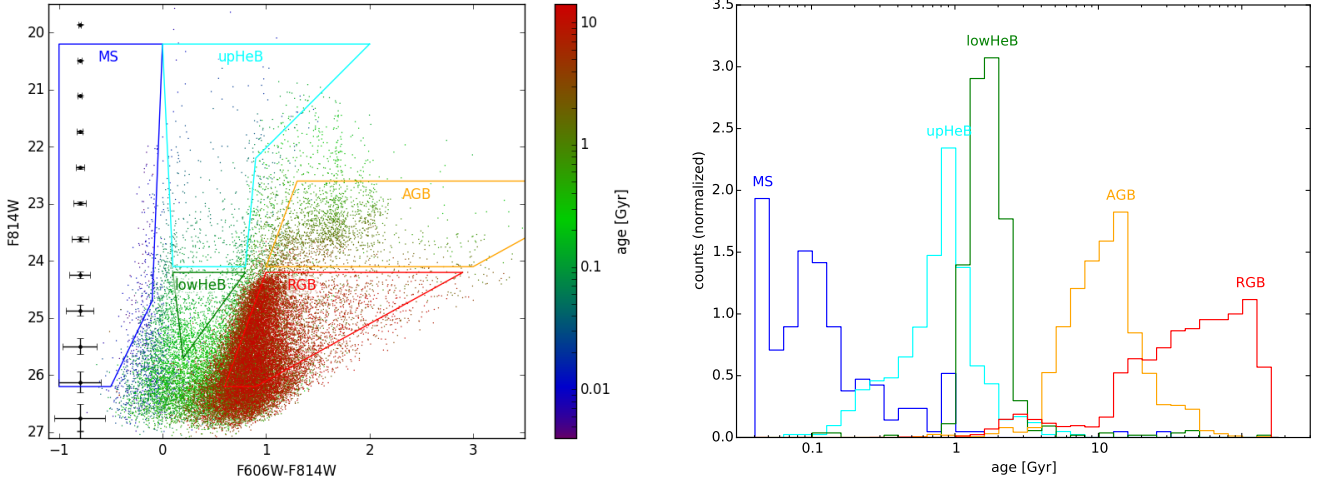 20
21
22
23
24
25
26
27
F814W
−1
0
1
2
3
F606W-F814W
MS
upHeB
AGB
lowHeB
RGB
10
1
0.1
0.01
age [Gyr]
3.5
3.0
2.5
2.0
1.5
1.0
0.5
0.0
counts (normalized)
MS
upHeB
lowHeB
AGB
RGB
0.1
1
10
age [Gyr]